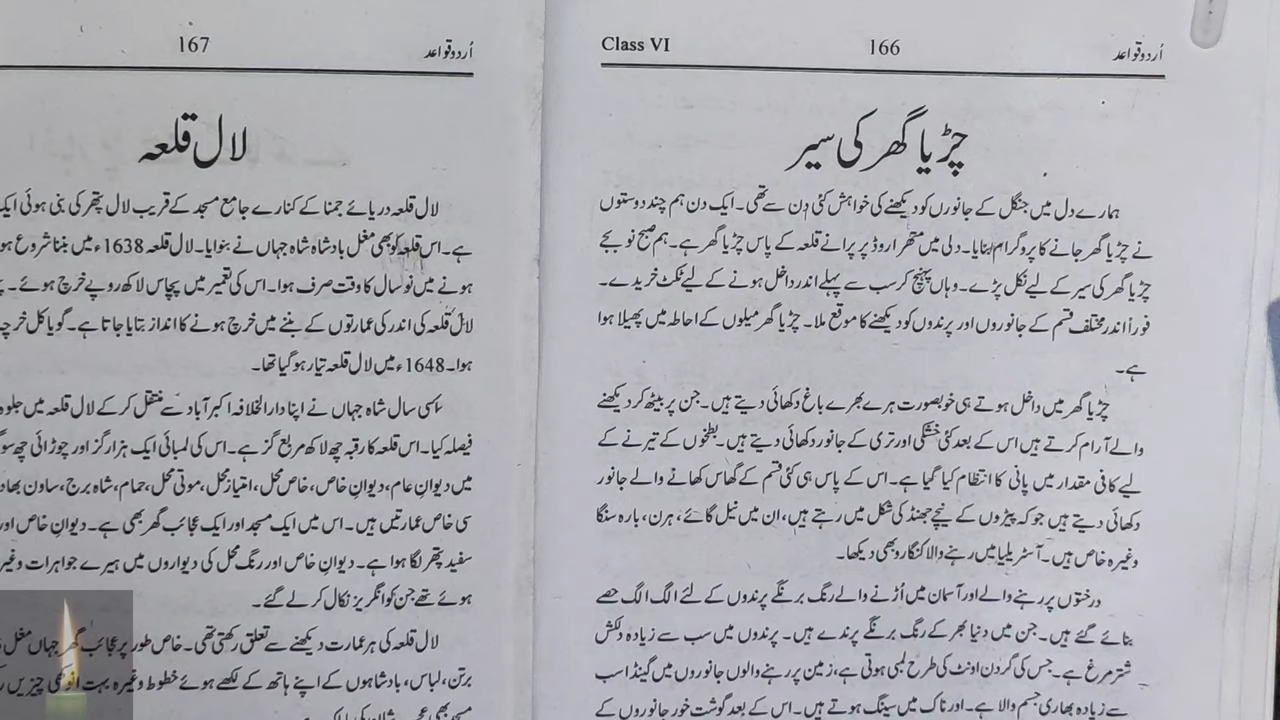 Class VI 166 اُردو قواعد
چڑیا گھر کی سیر
ہمارے دل میں جنگل کے جانوروں کو دیکھنے کی خواہش کئی دن سے تھی۔ ایک دن ہم چند دوستوں
نے چڑیا گھر جانے کا پروگرام بنایا۔ دلی میں متھرا روڈ پر پرانے قلعہ کے پاس چڑیا گھر ہے۔ ہم صبح نو بجے
چڑیا گھر کی سیر کے لیے نکل پڑے۔ وہاں پہنچ کر سب سے پہلے اندر داخل ہونے کے لیے ٹکٹ خریدے۔
فوراً اندر مختلف قسم کے جانوروں اور پرندوں کو دیکھنے کا موقع ملا۔ چڑیا گھر میلوں کے احاطہ میں پھیلا ہوا
ہے۔
چڑیا گھر میں داخل ہوتے ہی خوبصورت ہرے بھرے باغ دکھائی دیتے ہیں۔ جن پر بیٹھ کر دیکھنے
والے آرام کرتے ہیں اس کے بعد کئی خشکی اور تری کے جانور دکھائی دیتے ہیں۔ بطخوں کے تیرنے کے
لیے کافی مقدار میں پانی کا انتظام کیا گیا ہے۔ اس کے پاس ہی کئی قسم کے گھاس کھانے والے جانور
دکھائی دیتے ہیں جو کہ پیڑوں کے نیچے جھنڈ کی شکل میں رہتے ہیں، ان میں نیل گائے، ہرن، بارہ سنگا
وغیرہ خاص ہیں۔ آسٹریلیا میں رہنے والا کنگارو بھی دیکھا۔
درختوں پر رہنے والے اور آسمان میں اُڑنے والے رنگ برنگے پرندوں کے لئے الگ الگ حصے
بنائے گئے ہیں۔ جن میں دنیا بھر کے رنگ برنگے پرندے ہیں۔ پرندوں میں سب سے زیادہ دلکش
شتر مرغ ہے۔ جس کی گردن اونٹ کی طرح لمبی ہوتی ہے، زمین پر رہنے والوں جانوروں میں گینڈا سب
سے زیادہ بھاری جسم والا ہے۔ اور ناک میں سینگ ہوتے ہیں۔ اس کے بعد گوشت خور جانوروں کے
167 اُردو قواعد
لال قلعہ
لال قلعہ دریائے جمنا کے کنارے جامع مسجد کے قریب لال پتھر کی بنی ہوئی ایک
ہے۔ اس قلعہ کو بھی مغل بادشاہ شاہ جہاں نے بنوایا۔ لال قلعہ 1638ء میں بننا شروع
ہونے میں نو سال کا وقت صرف ہوا۔ اس کی تعمیر میں پچاس لاکھ روپے خرچ ہوئے۔
لال قلعہ کی اندر کی عمارتوں کے بننے میں خرچ ہونے کا انداز بتایا جاتا ہے۔ گویا کل
ہوا۔ 1648ء میں لال قلعہ تیار ہو گیا تھا۔
اسی سال شاہ جہاں نے اپنا دارالخلافہ اکبر آباد سے منتقل کر کے لال قلعہ میں
فیصلہ کیا۔ اس قلعہ کا رقبہ چھ لاکھ مربع گز ہے۔ اس کی لمبائی ایک ہزار گز اور چوڑائی چھ
میں دیوانِ عام، دیوانِ خاص، خاص محل، امتیاز محل، موتی محل، حمام، شاہ برج، ساون
سی خاص عمارتیں ہیں۔ اس میں ایک مسجد اور ایک عجائب گھر بھی ہے۔ دیوانِ خاص اور
سفید پتھر لگا ہوا ہے۔ دیوانِ خاص اور رنگ محل کی دیواروں میں ہیرے جواہرات
ہوئے تھے جن کو انگریز نکال کر لے گئے۔
لال قلعہ کی ہر عمارت دیکھنے سے تعلق رکھتی تھی۔ خاص طور پر عجائب گھر جہاں مغل
برتن، لباس، بادشاہوں کے اپنے ہاتھ کے لکھے ہوئے خطوط وغیرہ بہت انوکھی چیزیں